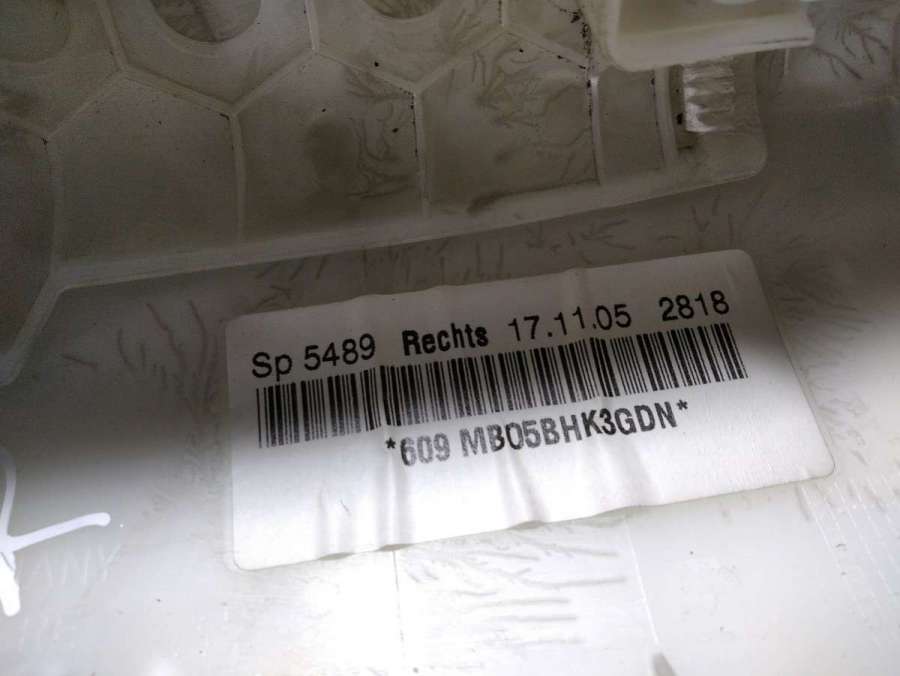 Sp 5489 Rechts 17.11.05 2818
*609 MB05BHK3GDN*